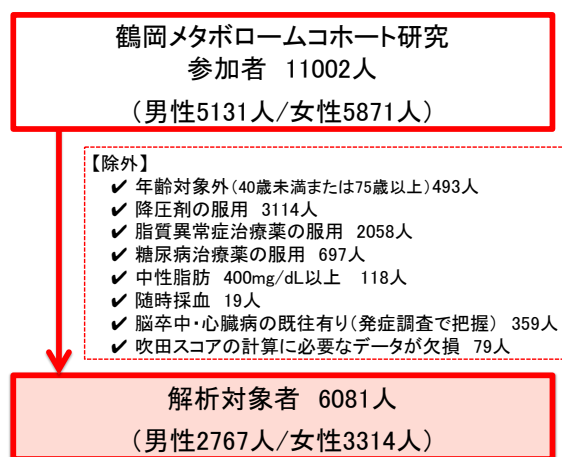 鶴岡メタボロームコホート研究
参加者 11002人
（男性5131人/女性5871人）
【除外】
✔ 年齢対象外（40歳未満または75歳以上）493人
✔ 降圧剤の服用 3114人
✔ 脂質異常症治療薬の服用 2058人
✔ 糖尿病治療薬の服用 697人
✔ 中性脂肪 400mg/dL以上 118人
✔ 随時採血 19人
✔ 脳卒中・心臓病の既往有り（発症調査で把握） 359人
✔ 吹田スコアの計算に必要なデータが欠損 79人
解析対象者 6081人
（男性2767人/女性3314人）